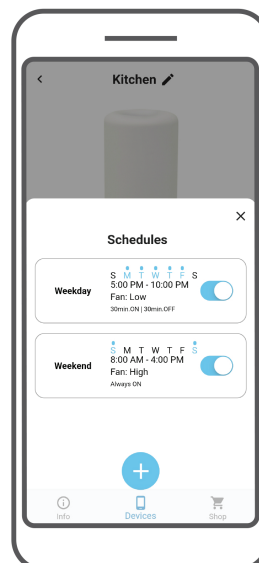 Kitchen
Schedules
Weekday
S M T W T F S
5:00 PM - 10:00 PM
Fan: Low
30min.ON | 30min.OFF
Weekend
S M T W T F S
8:00 AM - 4:00 PM
Fan: High
Always ON
Info
Devices
Shop